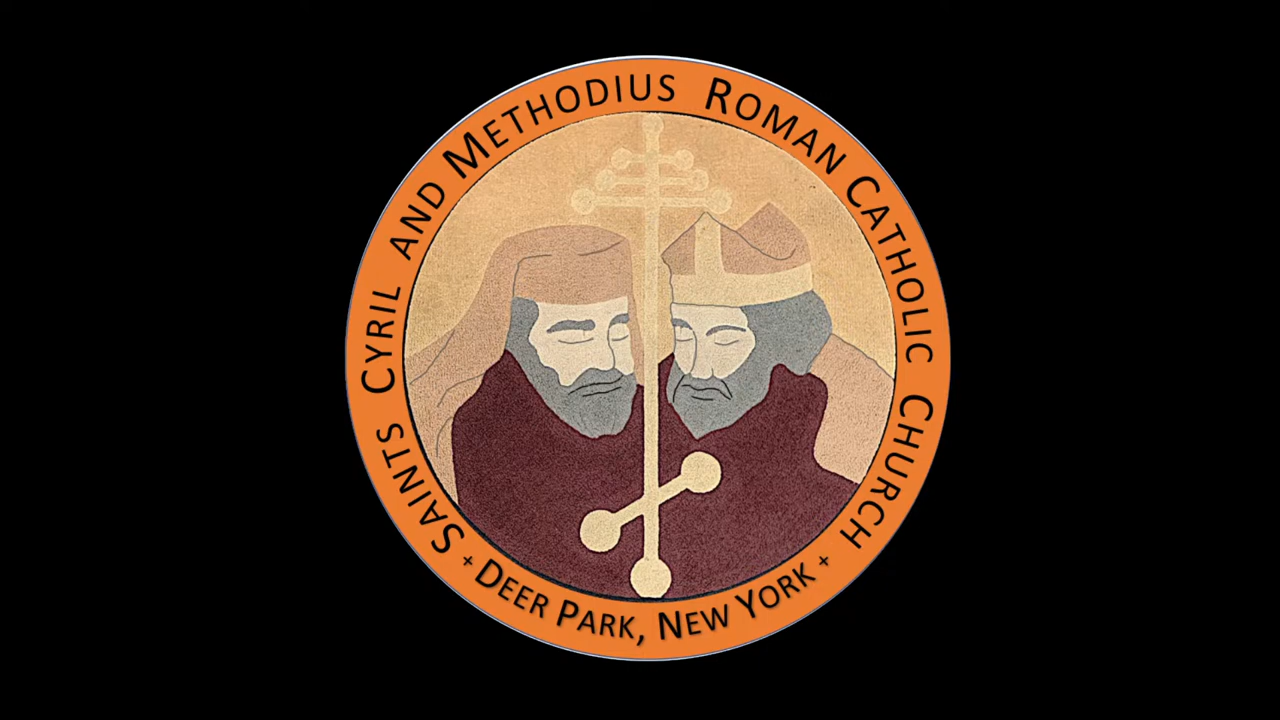 Saints Cyril and Methodius Roman Catholic Church
+ Deer Park, New York +